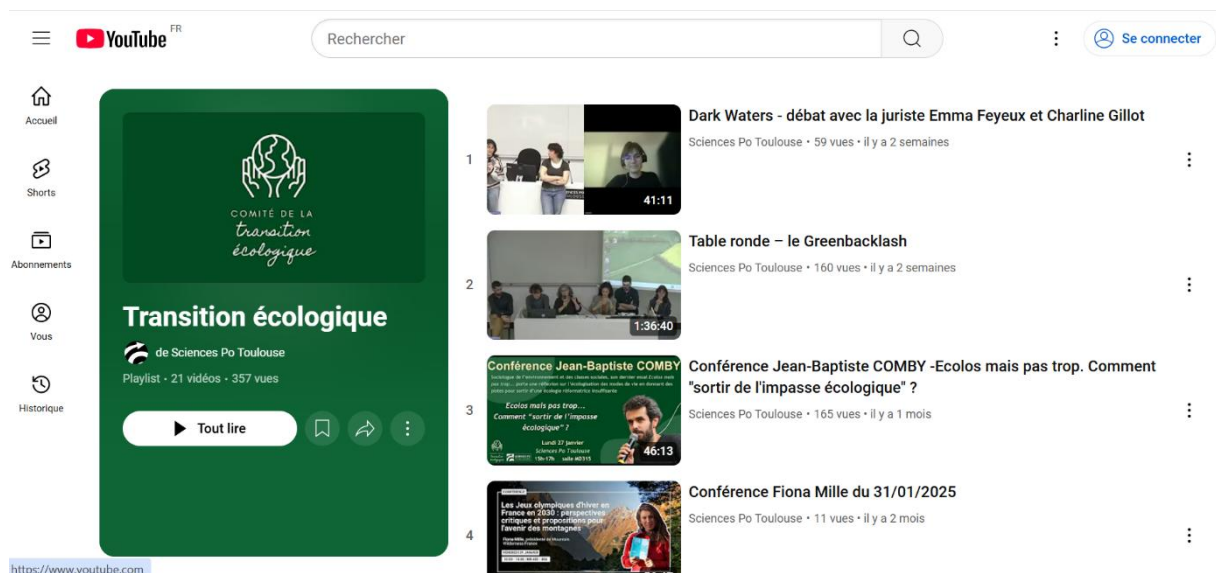 YouTube FR
Rechercher
Se connecter
Accueil
Shorts
Abonnements
Vous
Historique
COMITÉ DE LA
transition
écologique
Transition écologique
de Sciences Po Toulouse
Playlist • 21 vidéos • 357 vues
Tout lire
1
41:11
Dark Waters - débat avec la juriste Emma Feyeux et Charline Gillot
Sciences Po Toulouse • 59 vues • il y a 2 semaines
2
1:36:40
Table ronde – le Greenbacklash
Sciences Po Toulouse • 160 vues • il y a 2 semaines
3
Conférence Jean-Baptiste COMBY
Ecolos mais pas trop...
Comment "sortir de l'impasse
écologique" ?
Lundi 27 janvier
Sciences Po Toulouse
15h-17h salle MD315
46:13
Conférence Jean-Baptiste COMBY -Ecolos mais pas trop. Comment
"sortir de l'impasse écologique" ?
Sciences Po Toulouse • 165 vues • il y a 1 mois
4
Les Jeux olympiques d'hiver en
France en 2030 : perspectives
critiques et propositions pour
l'avenir des montagnes
Conférence Fiona Mille du 31/01/2025
Sciences Po Toulouse • 11 vues • il y a 2 mois
https://www.youtube.com